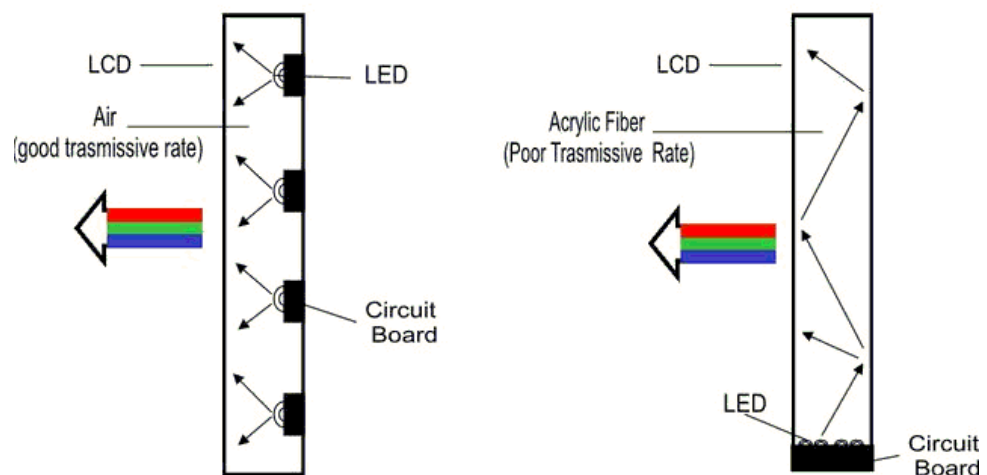 LCD
LED
Air
(good trasmissive rate)
Circuit
Board
LCD
Acrylic Fiber
(Poor Trasmissive Rate)
LED
Circuit
Board